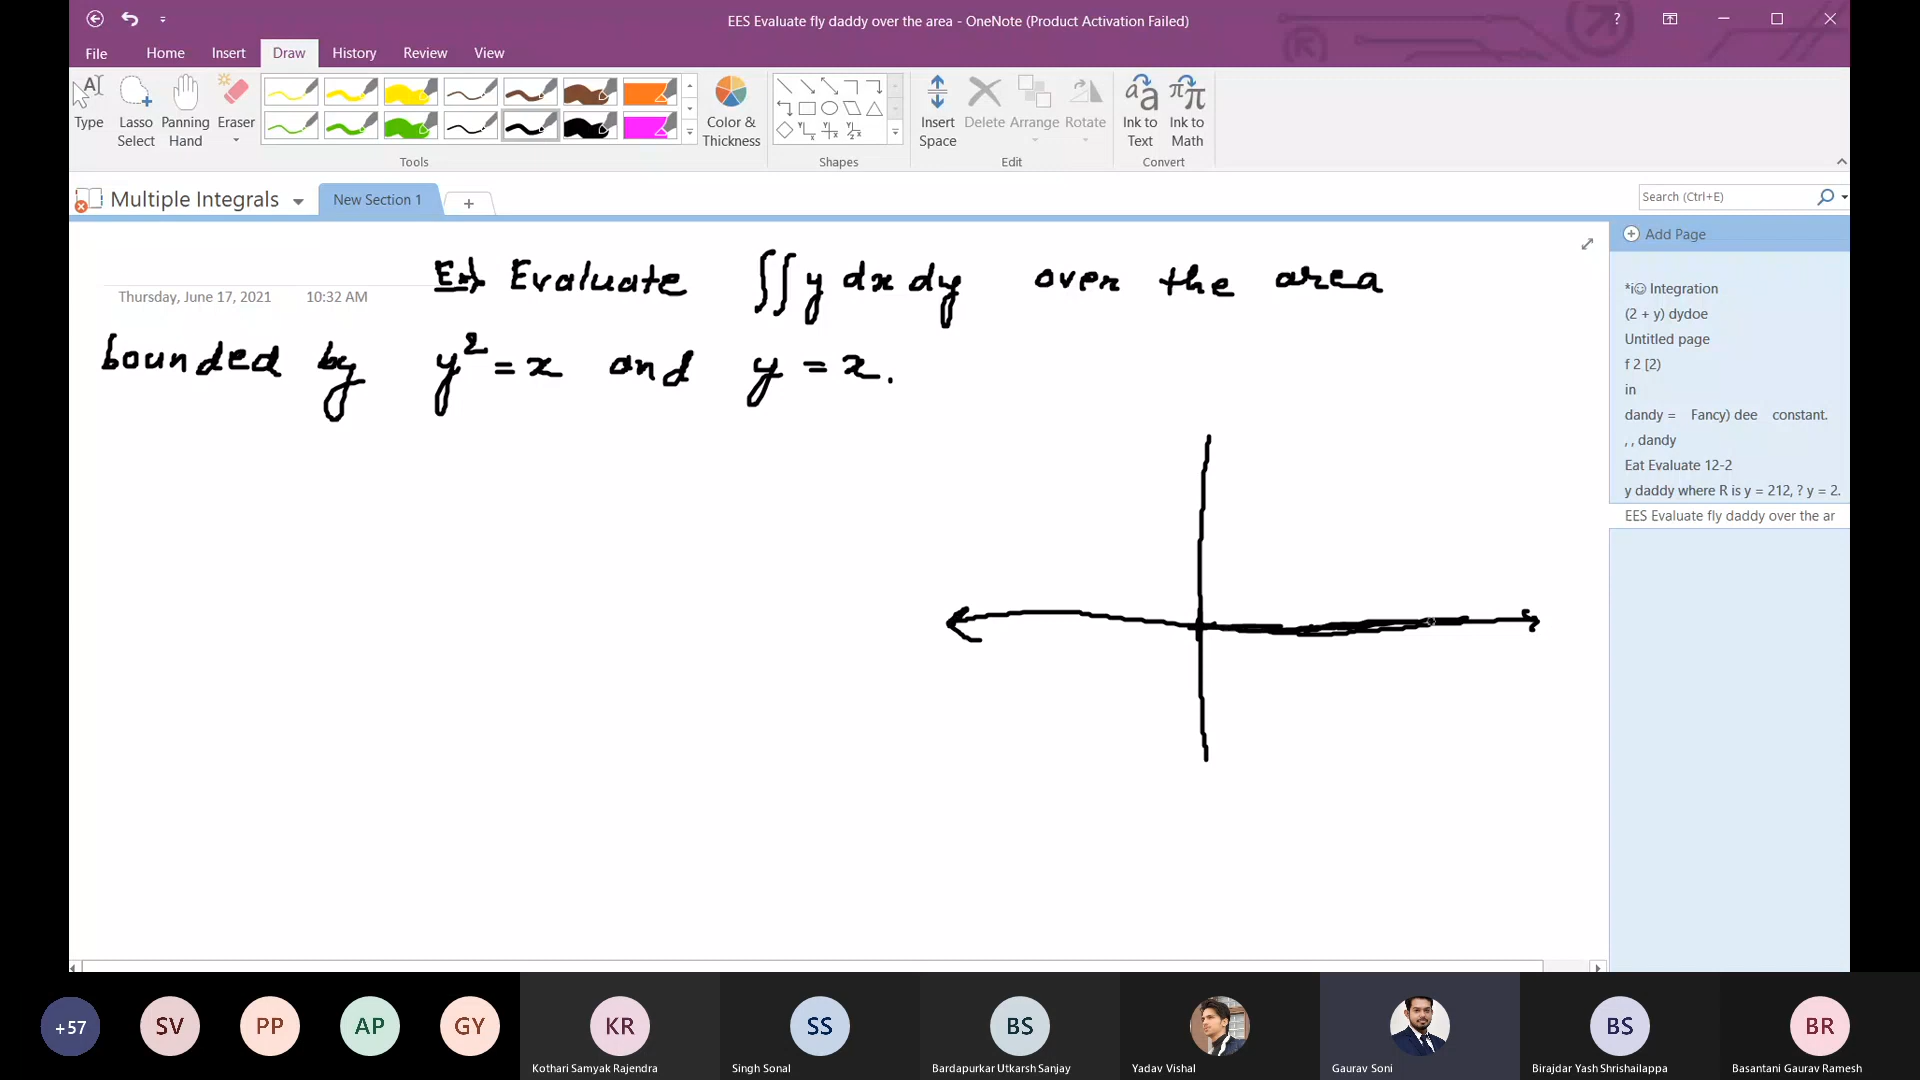 EES Evaluate fly daddy over the area - OneNote (Product Activation Failed)
?
File Home Insert Draw History Review View
Type
Lasso Select
Panning Hand
Eraser
Color & Thickness
Insert Space
Delete
Arrange
Rotate
Ink to Text
Ink to Math
Tools
Shapes
Edit
Convert
Multiple Integrals
New Section 1
+
Search (Ctrl+E)
Add Page
Thursday, June 17, 2021 10:32 AM
Evaluate ∬ y dx dy over the area
bounded by y² = x and y = x.
*i☺ Integration
(2 + y) dydoe
Untitled page
f 2 [2)
in
dandy = Fancy) dee constant.
, , dandy
Eat Evaluate 12-2
y daddy where R is y = 212, ? y = 2.
EES Evaluate fly daddy over the ar
+57
SV
PP
AP
GY
KR
SS
BS
BS
BR
Kothari Samyak Rajendra
Singh Sonal
Bardapurkar Utkarsh Sanjay
Yadav Vishal
Gaurav Soni
Birajdar Yash Shrishailappa
Basantani Gaurav Ramesh